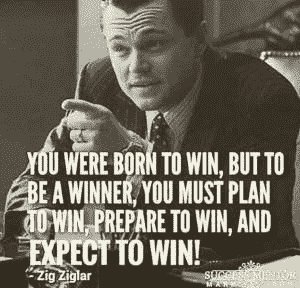 YOU WERE BORN TO WIN, BUT TO
BE A WINNER, YOU MUST PLAN
TO WIN, PREPARE TO WIN, AND
EXPECT TO WIN!
- Zig Ziglar
SUCCESS MENTOR
MARK